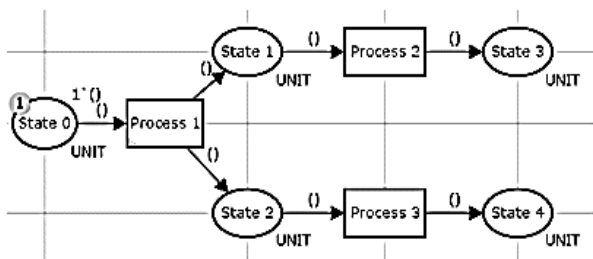 State 1
()
Process 2
()
State 3
UNIT
UNIT
()
1
1`()
()
State 0
Process 1
UNIT
()
State 2
()
Process 3
()
State 4
UNIT
UNIT